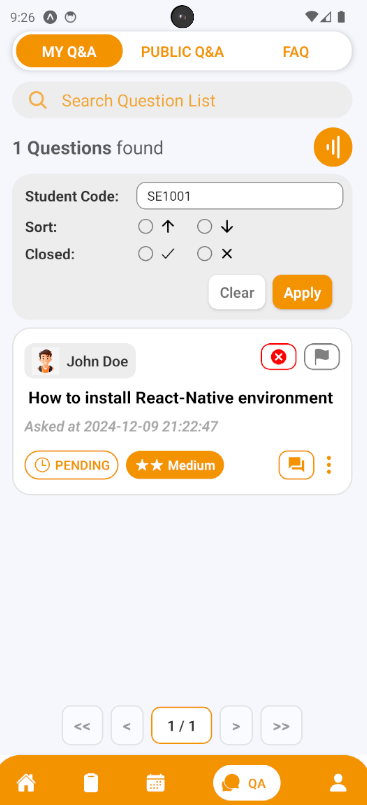 9:26
MY Q&A PUBLIC Q&A FAQ
Search Question List
1 Questions found
Student Code: SE1001
Sort:
Closed:
Clear Apply
John Doe
How to install React-Native environment
Asked at 2024-12-09 21:22:47
PENDING Medium
<< < 1 / 1 > >>
QA